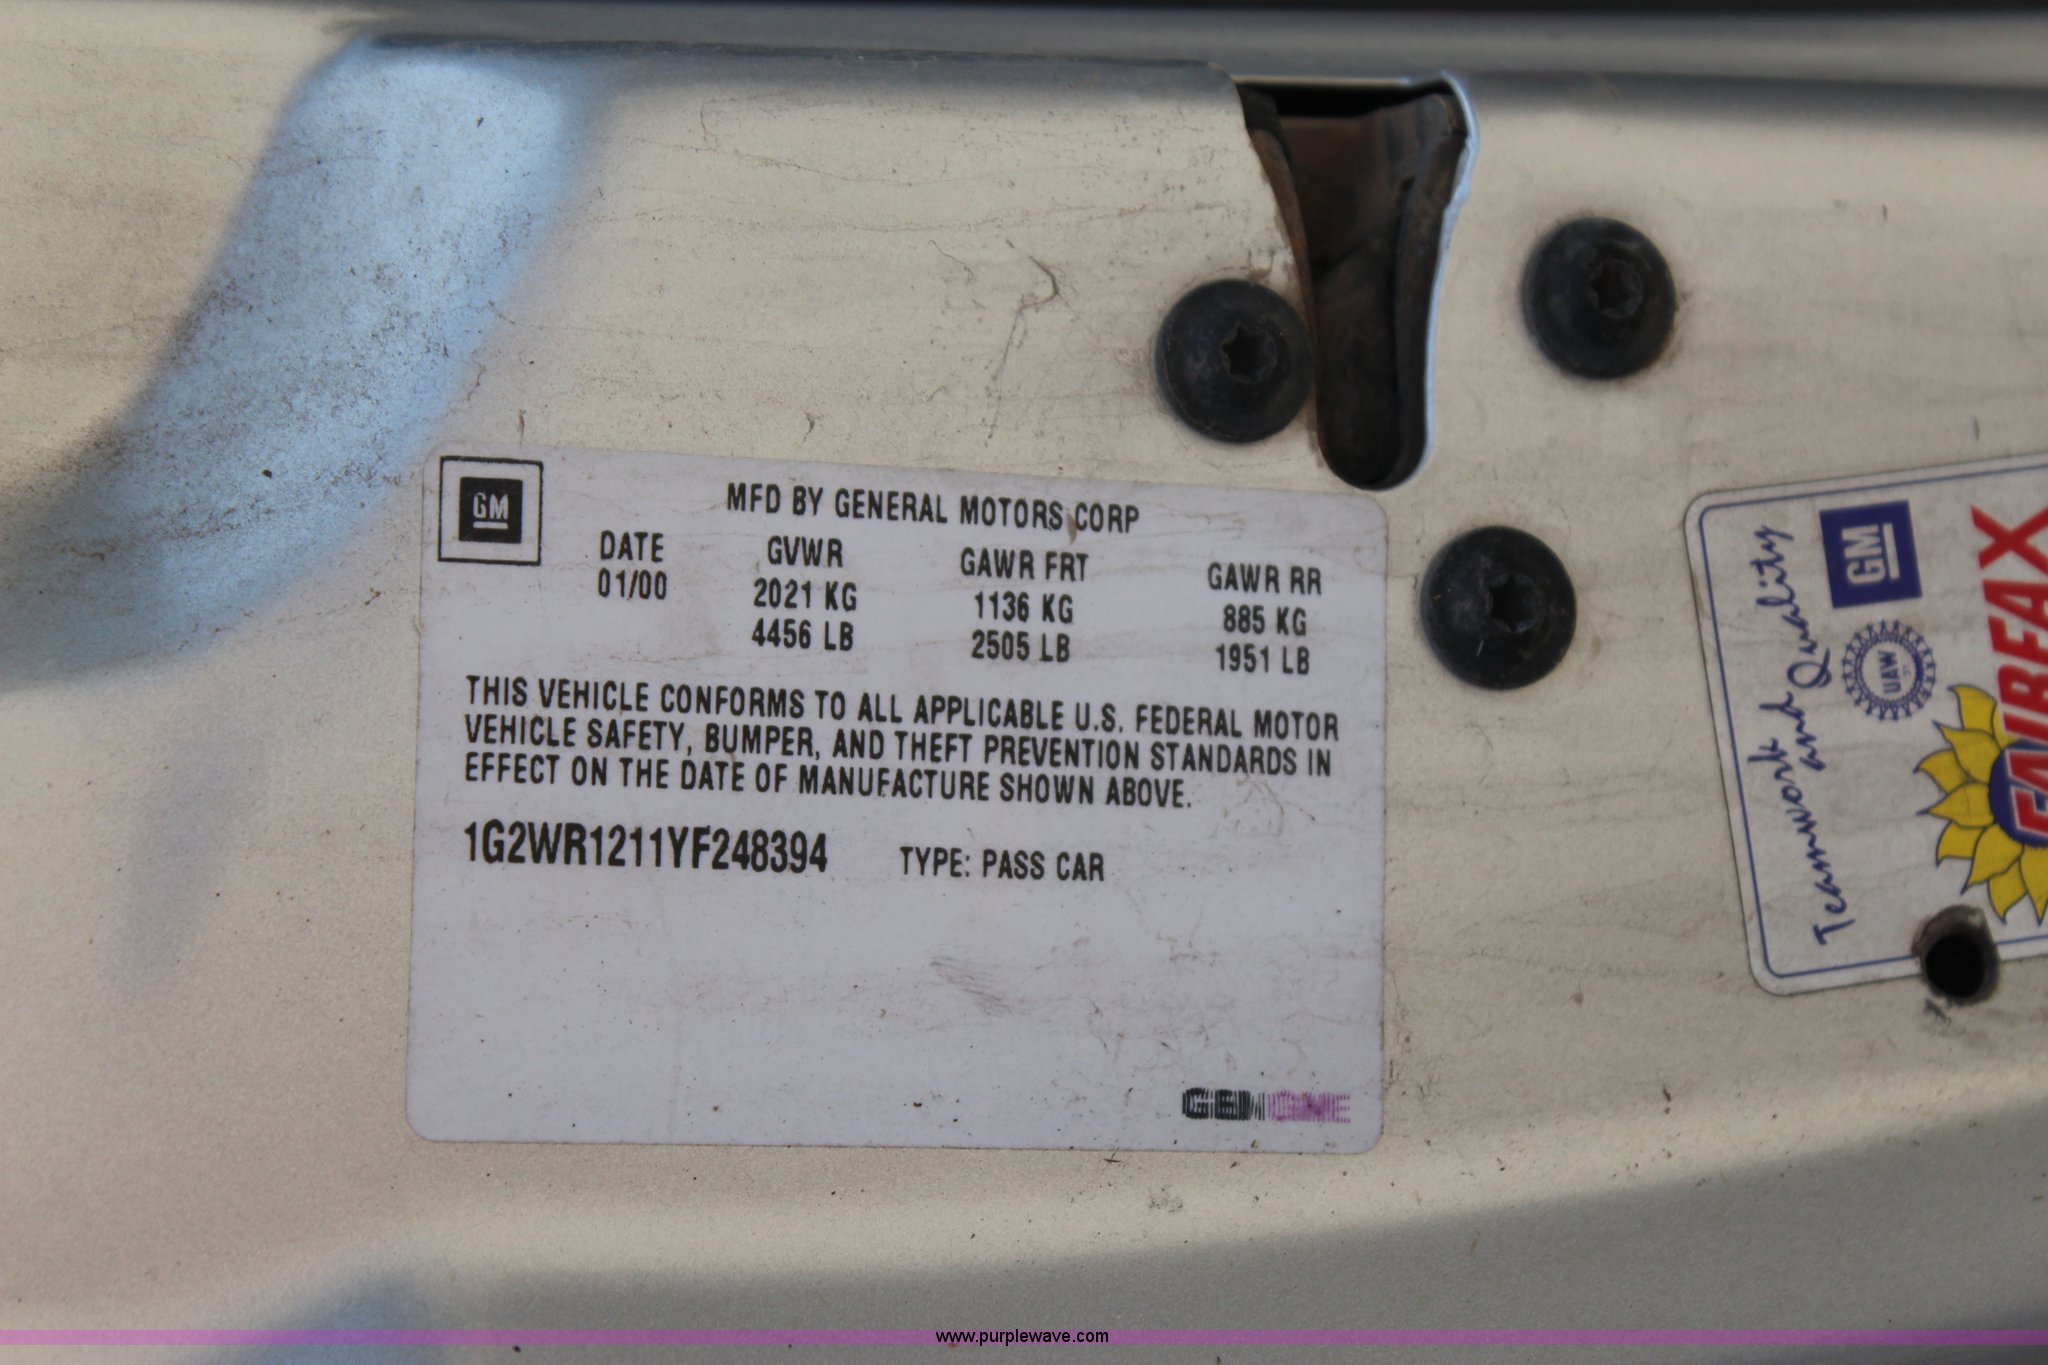 GM
MFD BY GENERAL MOTORS CORP
DATE GVWR GAWR FRT GAWR RR
01/00 2021 KG 1136 KG 885 KG
4456 LB 2505 LB 1951 LB
THIS VEHICLE CONFORMS TO ALL APPLICABLE U.S. FEDERAL MOTOR
VEHICLE SAFETY, BUMPER, AND THEFT PREVENTION STANDARDS IN
EFFECT ON THE DATE OF MANUFACTURE SHOWN ABOVE.
1G2WR1211YF248394 TYPE: PASS CAR
GM
UAW
Teamwork
and Quality
FAIRFAX
www.purplewave.com